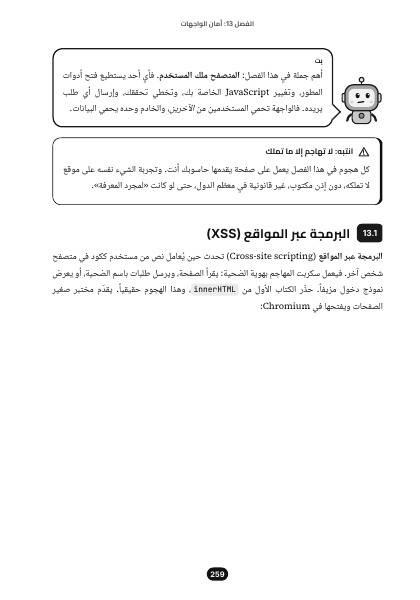 الفصل 13: أمان الواجهات
بت
أهم جملة في هذا الفصل: المتصفح ملك المستخدم. فأي أحد يستطيع فتح أدوات
المطور، وتغيير JavaScript الخاصة بك، وتخطي تحققك، وإرسال أي طلب
يريده. فالواجهة تحمي المستخدمين من الآخرين، والخادم وحده يحمي البيانات.
انتبه: لا تهاجم إلا ما تملك
كل هجوم في هذا الفصل يعمل على صفحة يقدمها حاسوبك أنت. وتجربة الشيء نفسه على موقع
لا تملكه، دون إذن مكتوب، غير قانونية في معظم الدول، حتى لو كانت «لمجرد المعرفة».
13.1 البرمجة عبر المواقع (XSS)
البرمجة عبر المواقع (Cross-site scripting) تحدث حين يُعامل نص من مستخدم ككود في متصفح
شخص آخر. فيعمل سكربت المهاجم بهوية الضحية: يقرأ الصفحة، ويرسل طلبات باسم الضحية، أو يعرض
نموذج دخول مزيفاً. حذّر الكتاب الأول من innerHTML، وهذا الهجوم حقيقياً. يقدّم مختبر صغير
الصفحات ويفتحها في Chromium:
259